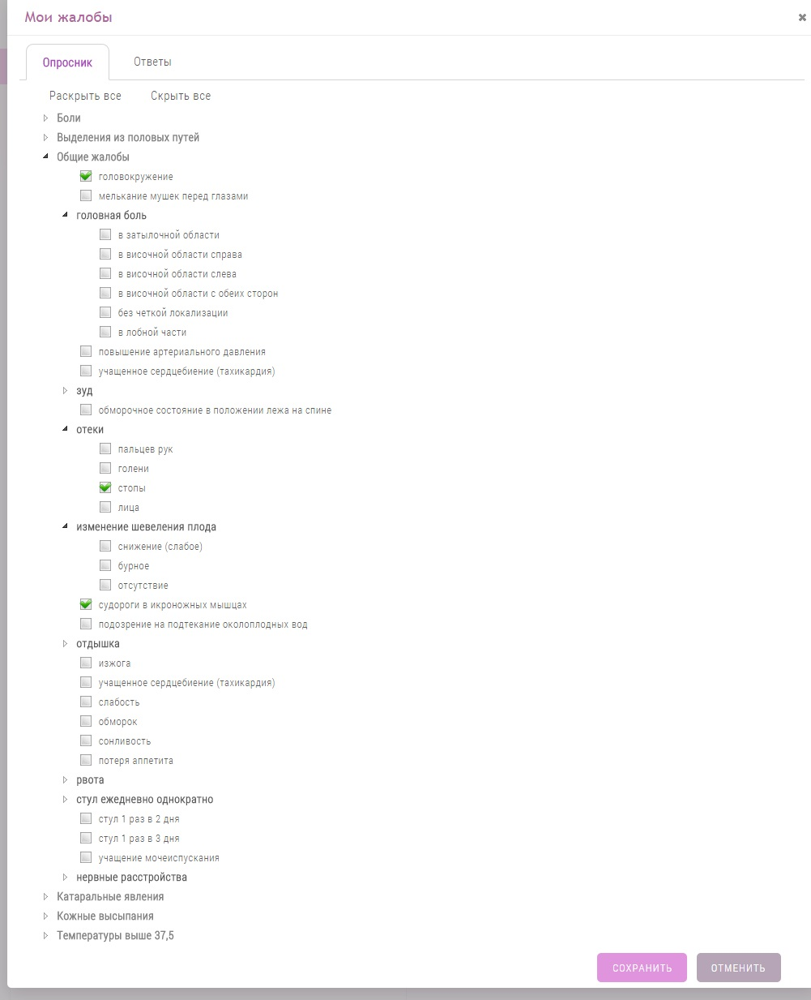 Мои жалобы
Опросник
Ответы
Раскрыть все
Скрыть все
Боли
Выделения из половых путей
Общие жалобы
головокружение
мелькание мушек перед глазами
головная боль
в затылочной области
в височной области справа
в височной области слева
в височной области с обеих сторон
без четкой локализации
в лобной части
повышение артериального давления
учащенное сердцебиение (тахикардия)
зуд
обморочное состояние в положении лежа на спине
отеки
пальцев рук
голени
стопы
лица
изменение шевеления плода
снижение (слабое)
бурное
отсутствие
судороги в икроножных мышцах
подозрение на подтекание околоплодных вод
отдышка
изжога
учащенное сердцебиение (тахикардия)
слабость
обморок
сонливость
потеря аппетита
рвота
стул ежедневно однократно
стул 1 раз в 2 дня
стул 1 раз в 3 дня
учащение мочеиспускания
нервные расстройства
Катаральные явления
Кожные высыпания
Температуры выше 37,5
СОХРАНИТЬ
ОТМЕНИТЬ